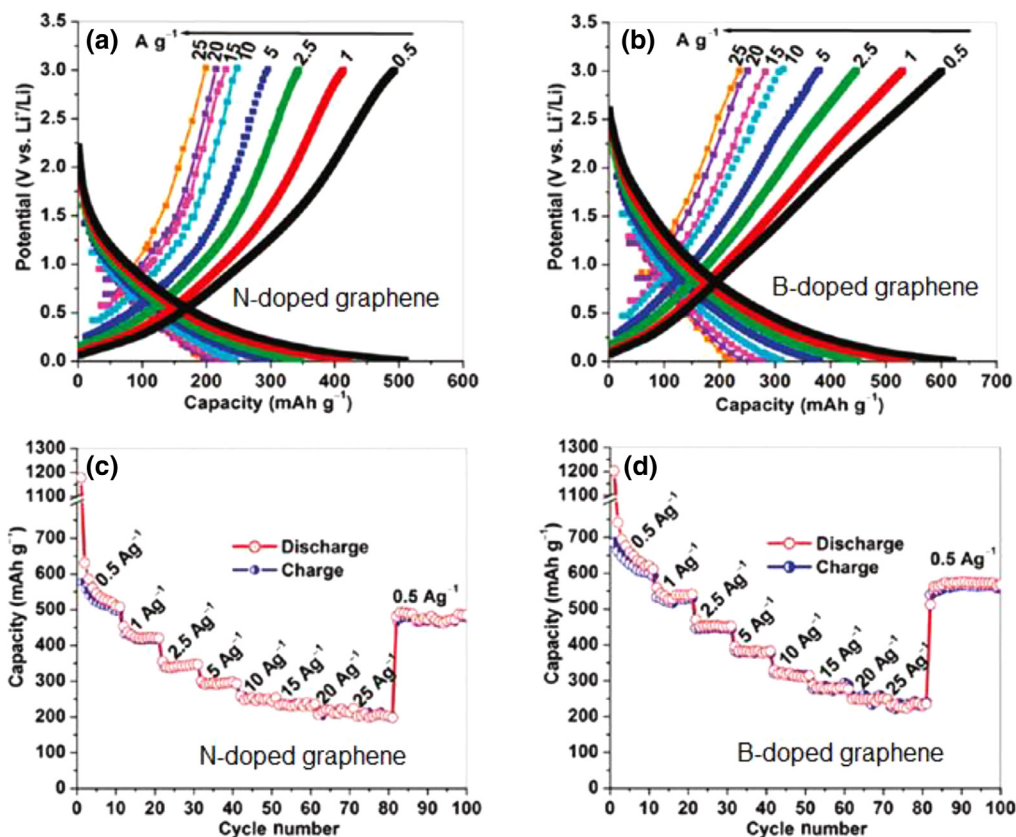 (a)
A g⁻¹
25 20 15 10 5 2.5 1 0.5
3.5
3.0
2.5
2.0
1.5
1.0
0.5
0.0
Potential (V vs. Li⁺/Li)
N-doped graphene
0 100 200 300 400 500 600
Capacity (mAh g⁻¹)
(b)
A g⁻¹
25 20 15 10 5 2.5 1 0.5
3.5
3.0
2.5
2.0
1.5
1.0
0.5
0.0
Potential (V vs. Li⁺/Li)
B-doped graphene
0 100 200 300 400 500 600 700
Capacity (mAh g⁻¹)
(c)
1300
1200
1100
700
600
500
400
300
200
100
0
Capacity (mAh g⁻¹)
Discharge
Charge
0.5 Ag⁻¹
1 Ag⁻¹
2.5 Ag⁻¹
5 Ag⁻¹
10 Ag⁻¹
15 Ag⁻¹
20 Ag⁻¹
25 Ag⁻¹
0.5 Ag⁻¹
N-doped graphene
0 10 20 30 40 50 60 70 80 90 100
Cycle number
(d)
1300
1200
1100
800
700
600
500
400
300
200
100
0
Capacity (mAh g⁻¹)
Discharge
Charge
0.5 Ag⁻¹
1 Ag⁻¹
2.5 Ag⁻¹
5 Ag⁻¹
10 Ag⁻¹
15 Ag⁻¹
20 Ag⁻¹
25 Ag⁻¹
0.5 Ag⁻¹
B-doped graphene
0 10 20 30 40 50 60 70 80 90 100
Cycle number